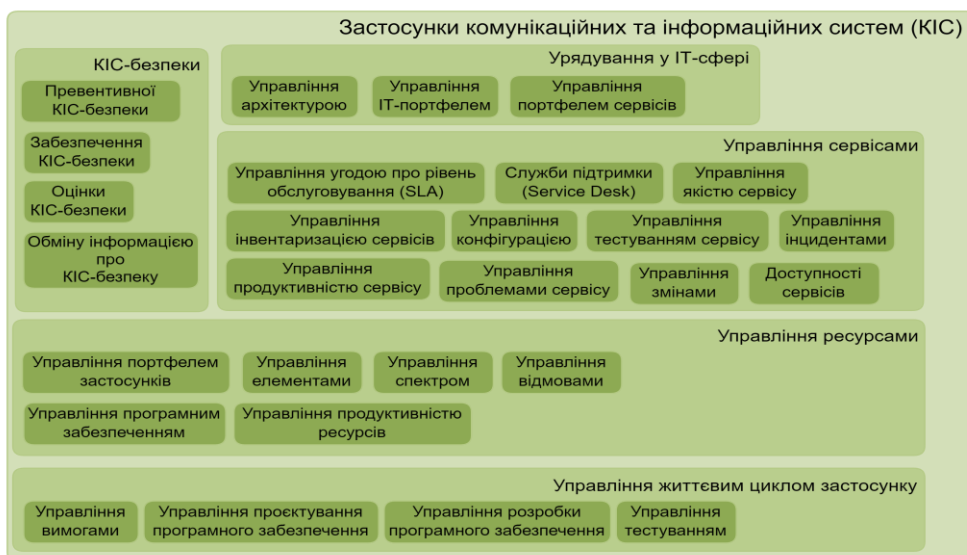 Застосунки комунікаційних та інформаційних систем (КІС)
КІС-безпеки
Превентивної
КІС-безпеки
Забезпечення
КІС-безпеки
Оцінки
КІС-безпеки
Обміну інформацією
про
КІС-безпеку
Урядування у ІТ-сфері
Управління
архітектурою
Управління
ІТ-портфелем
Управління
портфелем сервісів
Управління сервісами
Управління угодою про рівень
обслуговування (SLA)
Служби підтримки
(Service Desk)
Управління
якістю сервісу
Управління
інвентаризацією сервісів
Управління
конфігурацією
Управління
тестуванням сервісу
Управління
інцидентами
Управління
продуктивністю сервісу
Управління
проблемами сервісу
Управління
змінами
Доступності
сервісів
Управління ресурсами
Управління портфелем
застосунків
Управління
елементами
Управління
спектром
Управління
відмовами
Управління програмним
забезпеченням
Управління продуктивністю
ресурсів
Управління життєвим циклом застосунку
Управління
вимогами
Управління проєктування
програмного забезпечення
Управління розробки
програмного забезпечення
Управління
тестуванням